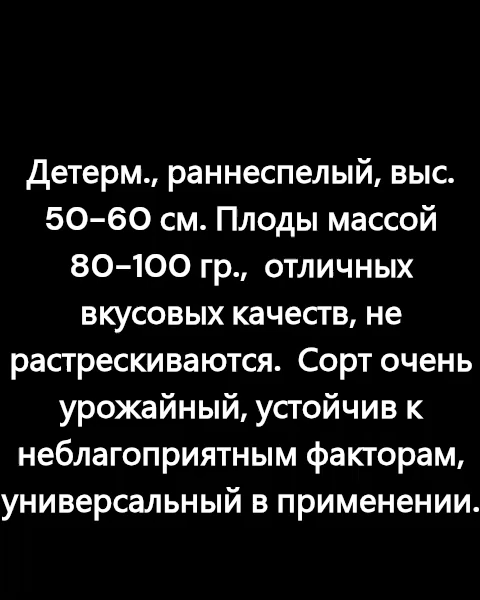 Детерм., раннеспелый, выс.
50-60 см. Плоды массой
80-100 гр.,  отличных
вкусовых качеств, не
растрескиваются.  Сорт очень
урожайный, устойчив к
неблагоприятным факторам,
универсальный в применении.